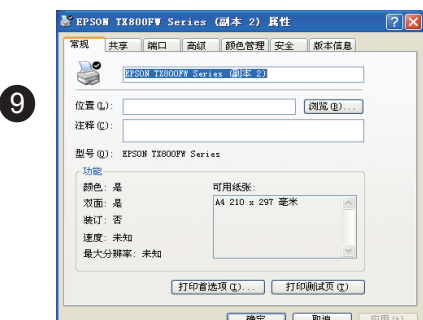 EPSON TX800FW Series (副本 2) 属性
常规 共享 端口 高级 颜色管理 安全 版本信息
EPSON TX800FW Series (副本 2)
9
位置(L): 浏览(B)...
注释(C):
型号(O): EPSON TX800FW Series
功能
颜色: 是 可用纸张:
双面: 是 A4 210 x 297 毫米
装订: 否
速度: 未知
最大分辨率: 未知
打印首选项(I)... 打印测试页(T)
确定 取消 应用(A)